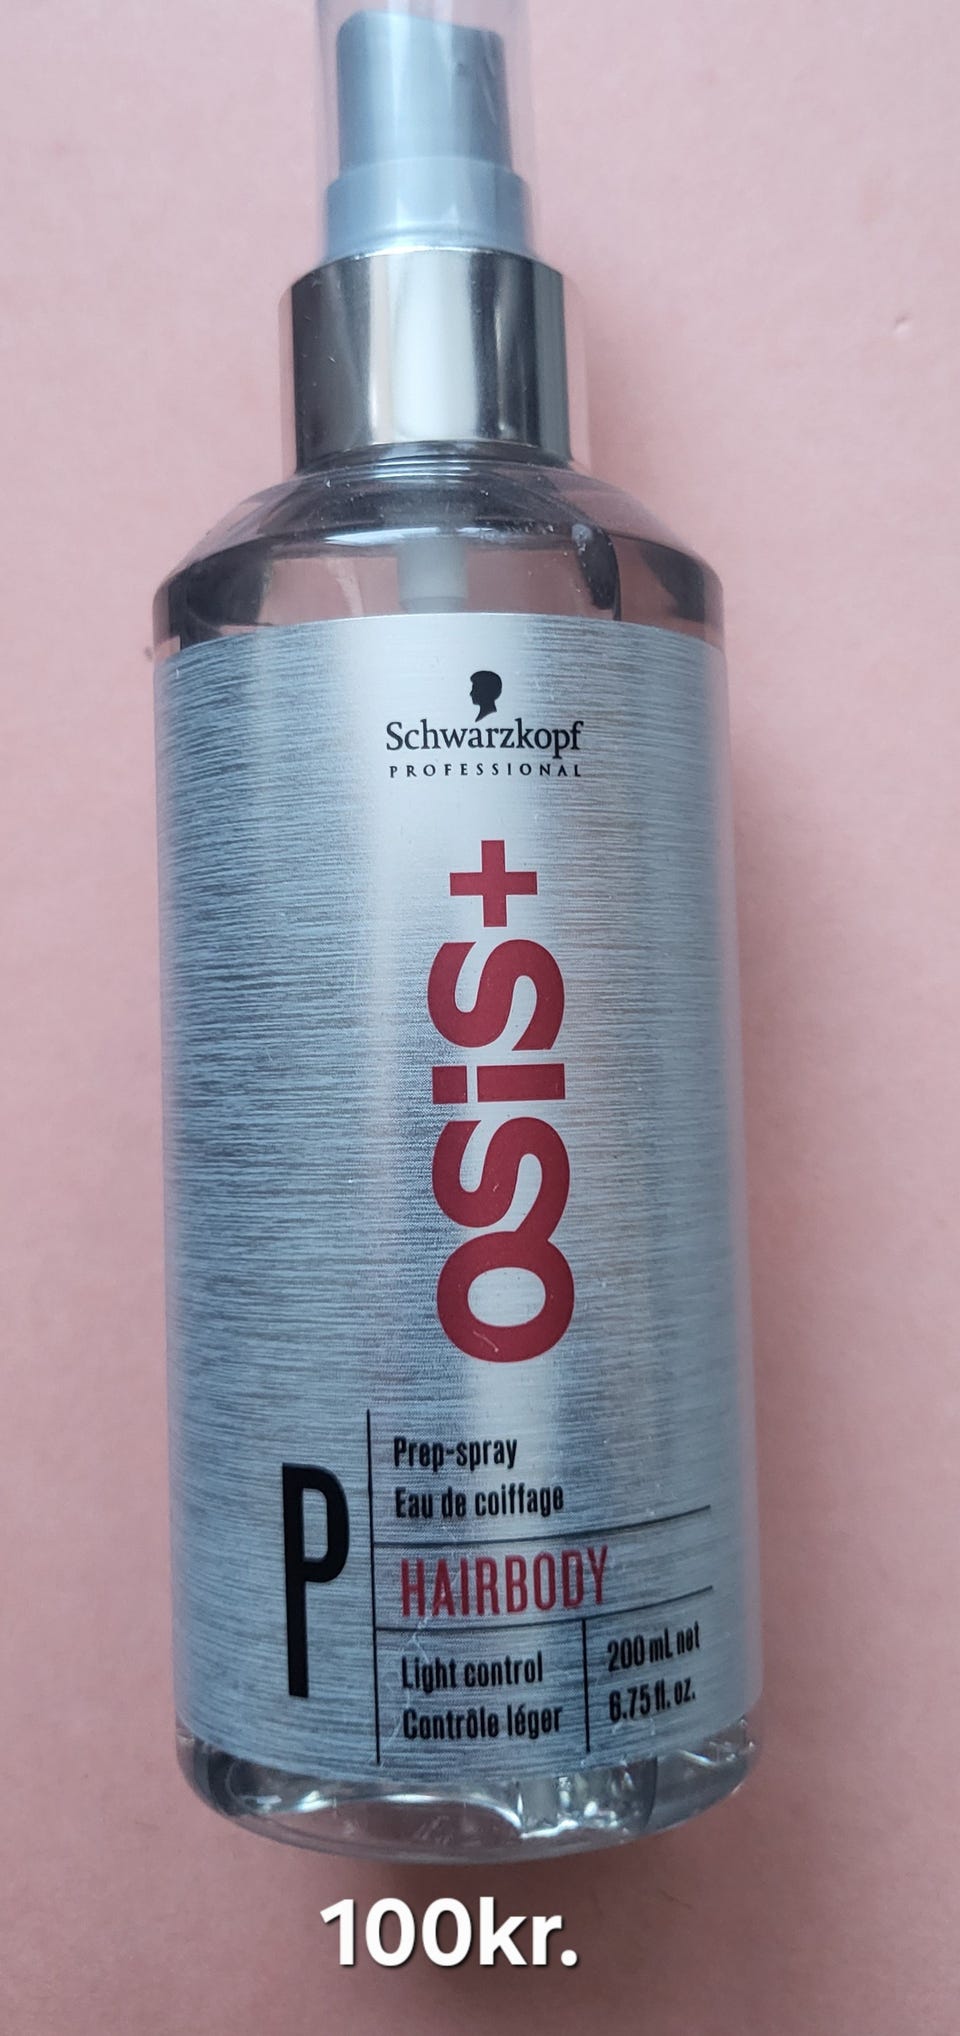 Schwarzkopf
PROFESSIONAL
osis+
P
Prep-spray
Eau de coiffage
HAIRBODY
Light control
Contrôle léger
200 mL net
6.75 fl. oz.
100kr.